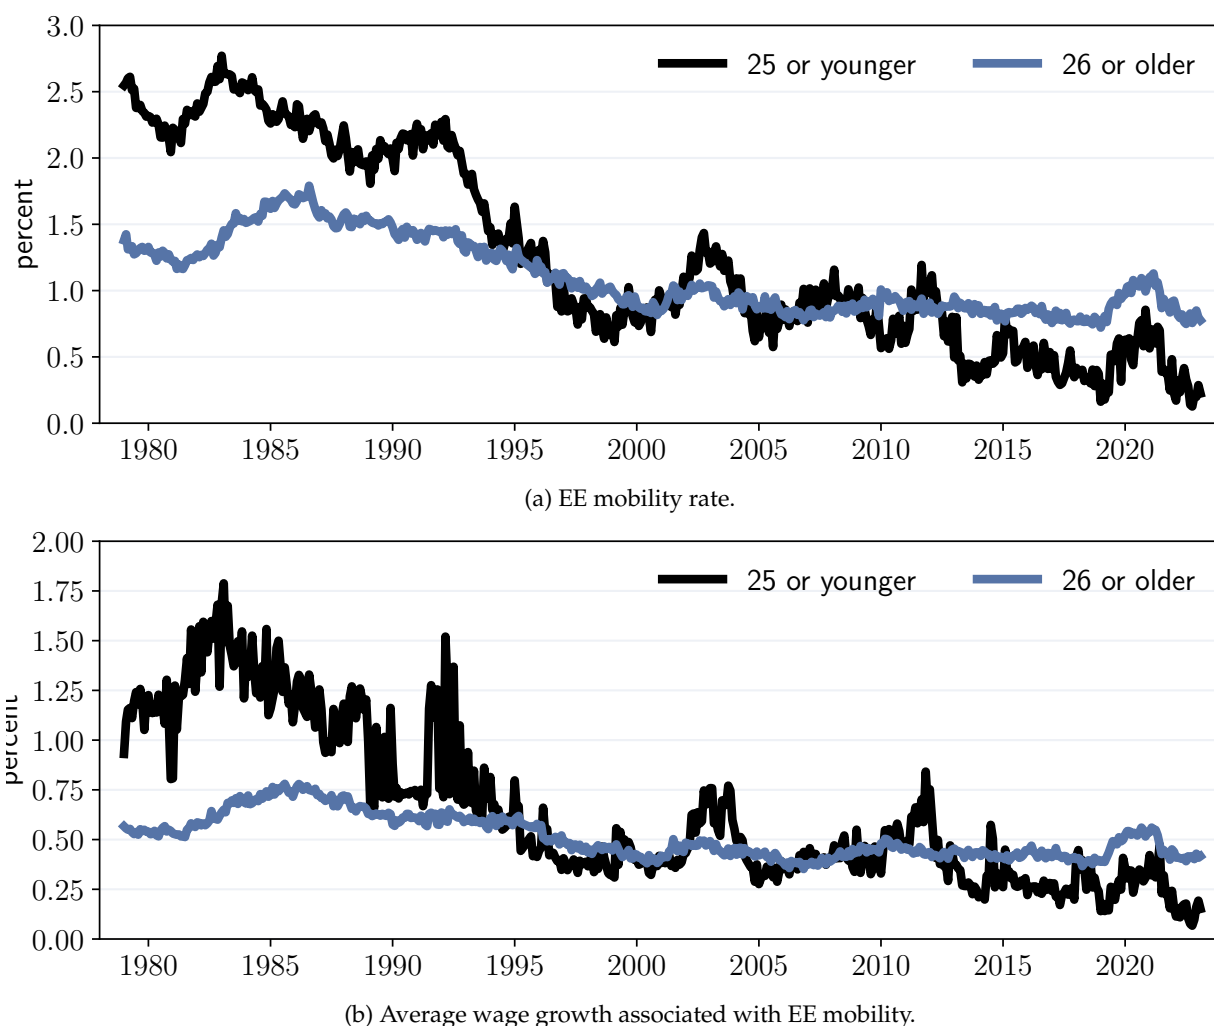 3.0
25 or younger
26 or older
2.5
2.0
1.5
1.0
0.5
0.0
percent
1980 1985 1990 1995 2000 2005 2010 2015 2020
(a) EE mobility rate.
2.00
25 or younger
26 or older
1.75
1.50
1.25
1.00
0.75
0.50
0.25
0.00
percent
1980 1985 1990 1995 2000 2005 2010 2015 2020
(b) Average wage growth associated with EE mobility.